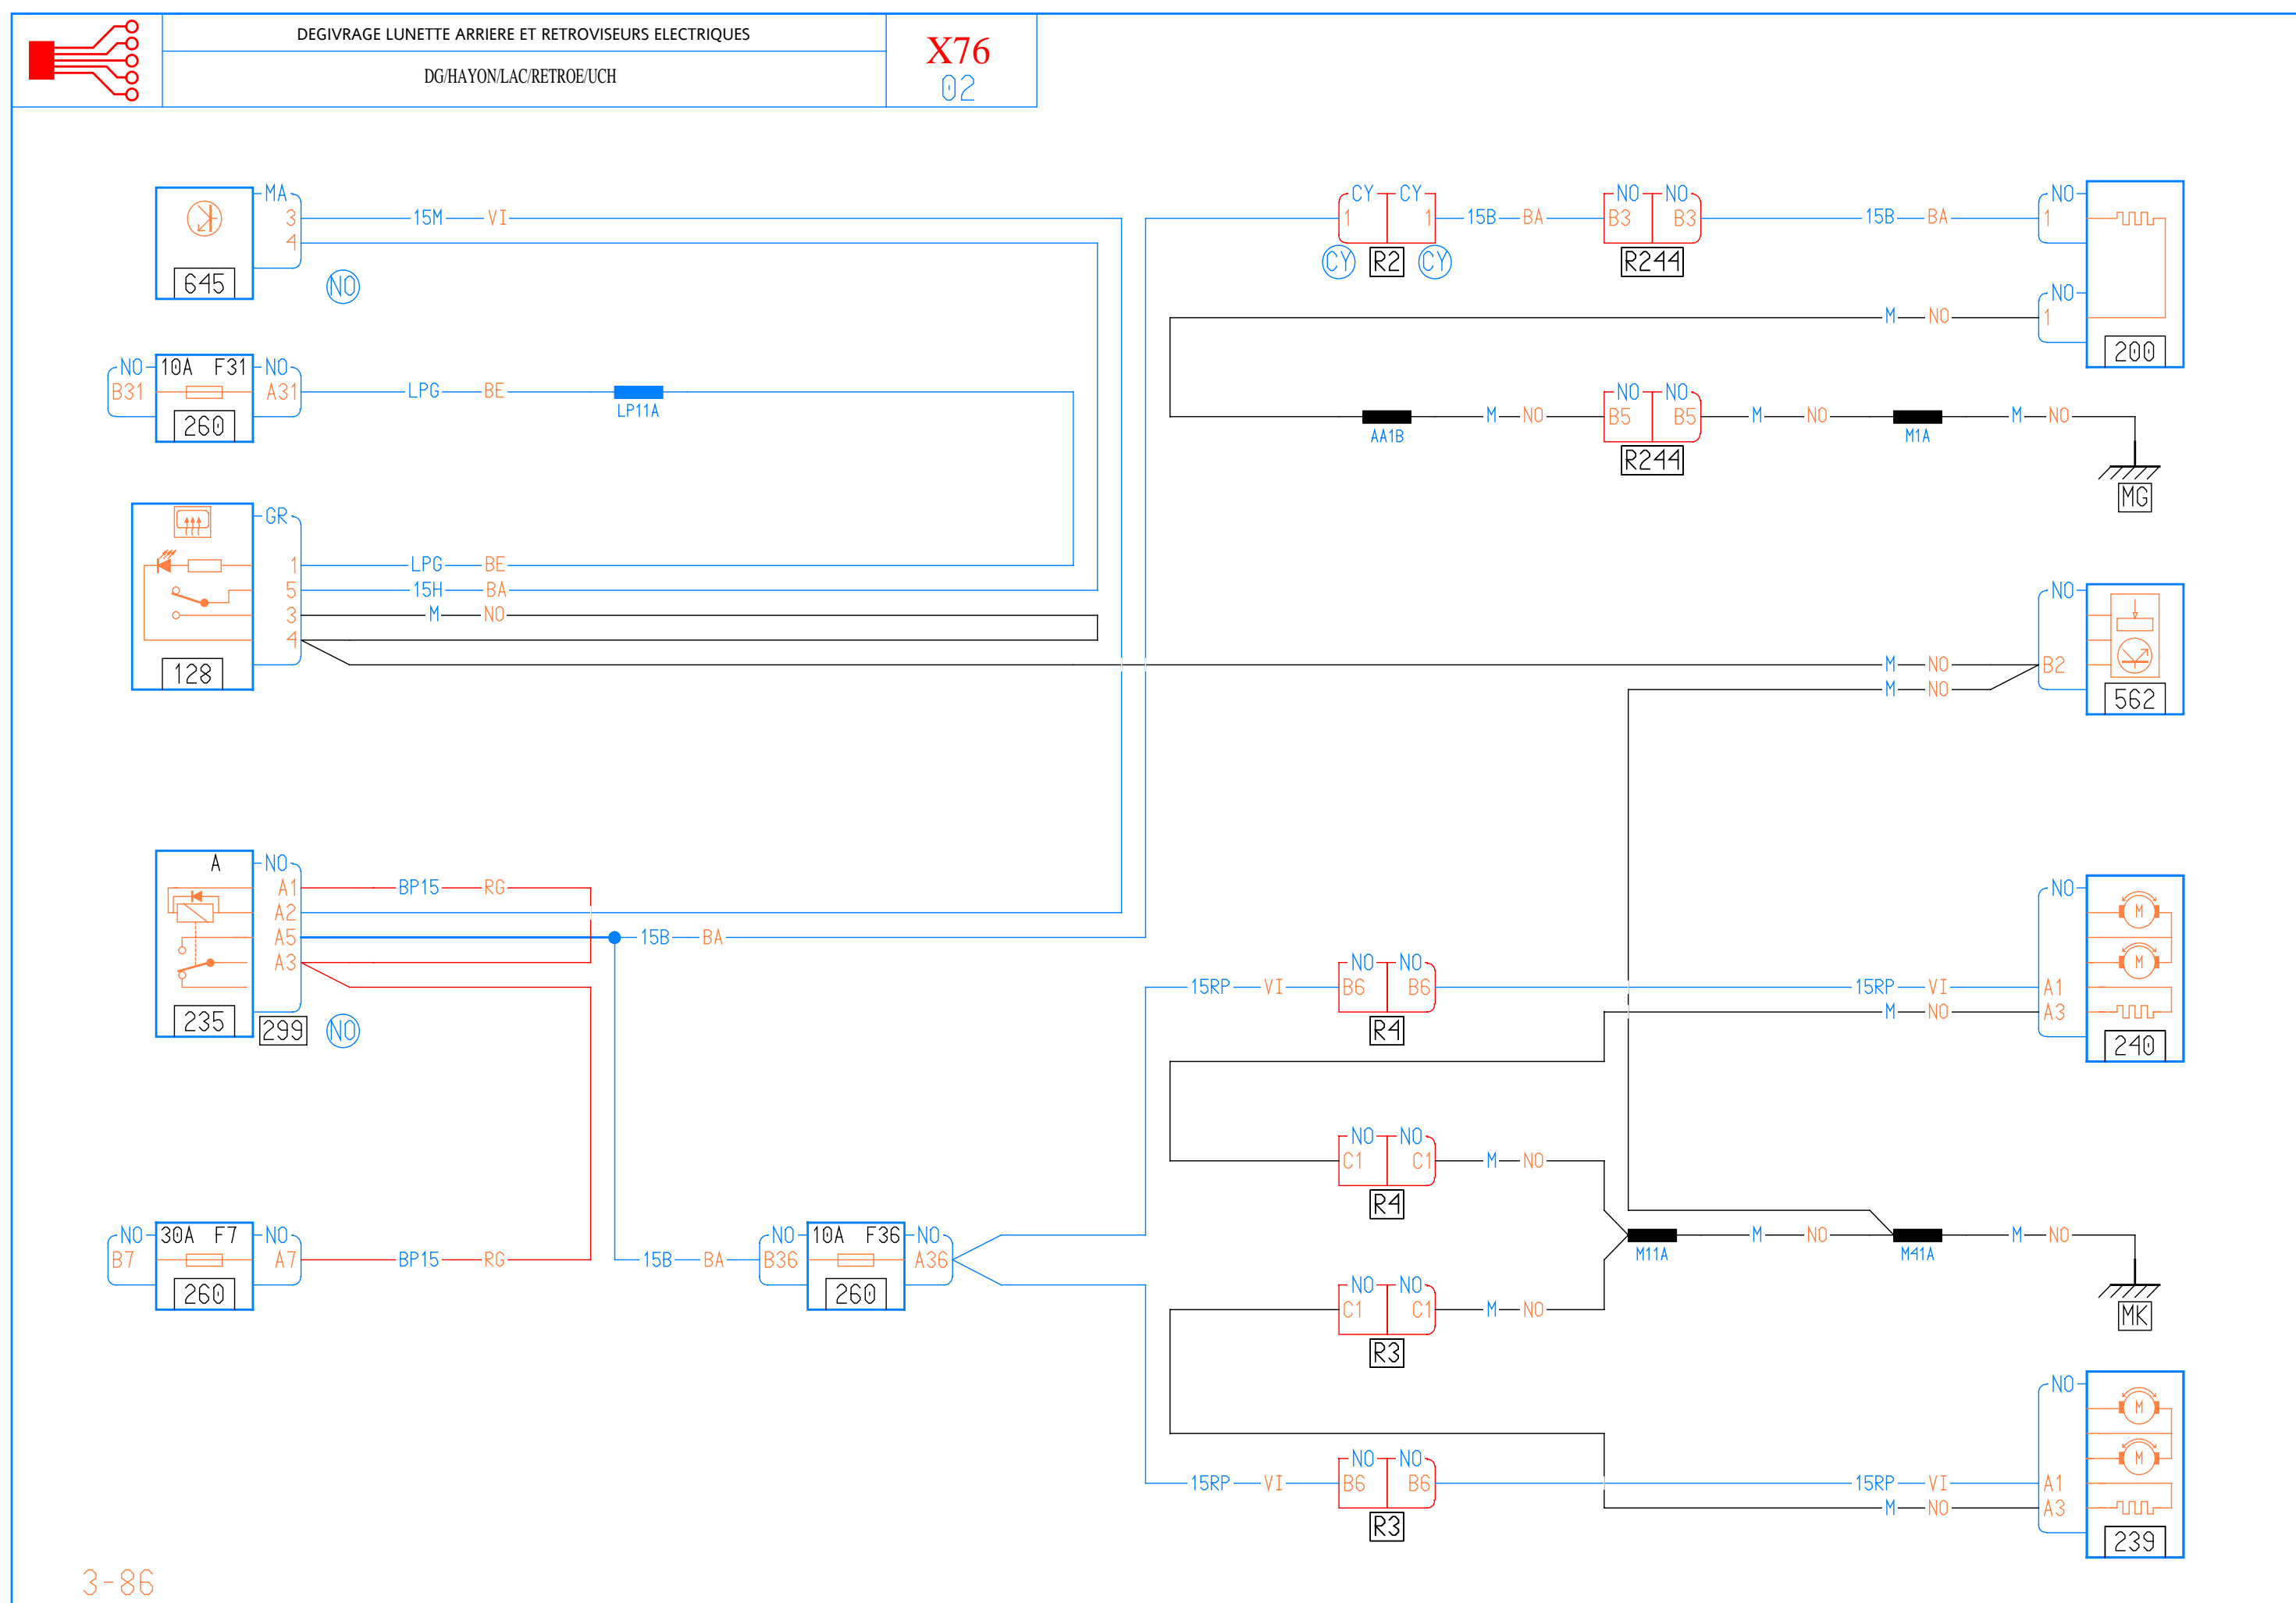 DEGIVRAGE LUNETTE ARRIERE ET RETROVISEURS ELECTRIQUES
DG/HAYON/LAC/RETROE/UCH
X76
02
MA
3 15M VI
4
645
NO
CY CY
1 1 15B BA
CY R2 CY
NO NO
B3 B3 15B BA
R244
NO
1
NO
M NO 1
200
NO 10A F31 NO
B31 A31 LPG BE
260
LP11A
AA1B
M NO
NO NO
B5 B5
R244
M NO
M1A
M NO
MG
GR
1 LPG BE
5 15H BA
3 M NO
4
128
NO
M NO B2
M NO
562
A NO
A1 BP15 RG
A2
A5 15B BA
A3
235 299 NO
NO NO
15RP VI B6 B6 15RP VI
R4
NO
A1
M NO A3
M
M
240
NO NO
C1 C1 M NO
R4
NO 30A F7 NO
B7 A7 BP15 RG
260
15B BA
NO 10A F36 NO
B36 A36
260
M11A
M NO
M41A
M NO
MK
NO NO
C1 C1 M NO
R3
NO NO
15RP VI B6 B6 15RP VI
R3
NO
A1
M NO A3
M
M
239
3-86